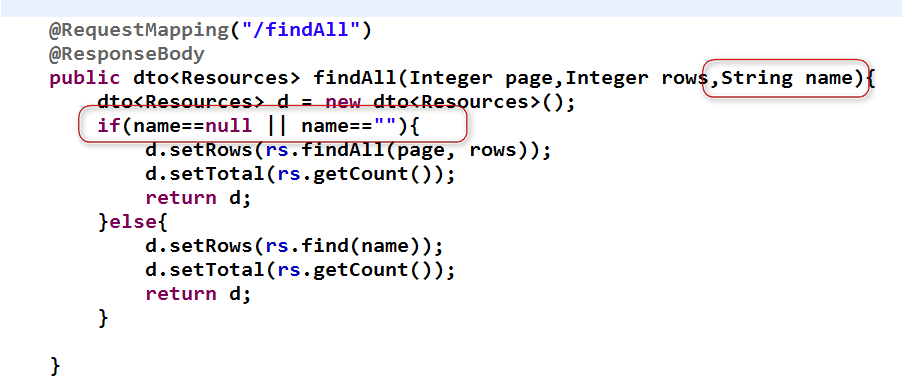 @RequestMapping("/findAll")
@ResponseBody
public dto<Resources> findAll(Integer page,Integer rows,String name){
dto<Resources> d = new dto<Resources>();
if(name==null || name==""){
d.setRows(rs.findAll(page, rows));
d.setTotal(rs.getCount());
return d;
}else{
d.setRows(rs.find(name));
d.setTotal(rs.getCount());
return d;
}
}